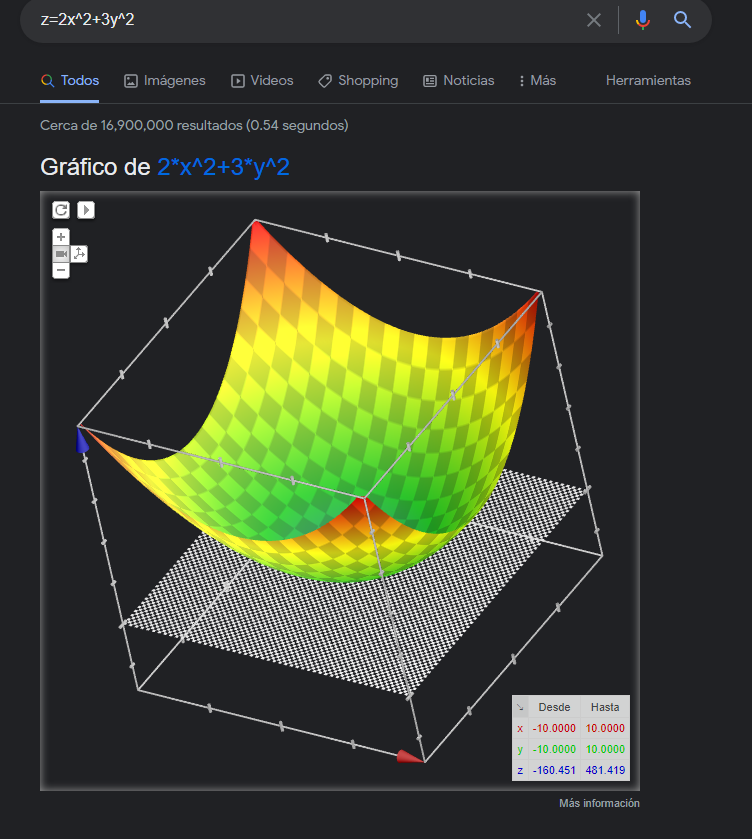 z=2x^2+3y^2
Todos Imágenes Videos Shopping Noticias Más Herramientas
Cerca de 16,900,000 resultados (0.54 segundos)
Gráfico de 2*x^2+3*y^2
Desde Hasta
x -10.0000 10.0000
y -10.0000 10.0000
z -160.451 481.419
Más información